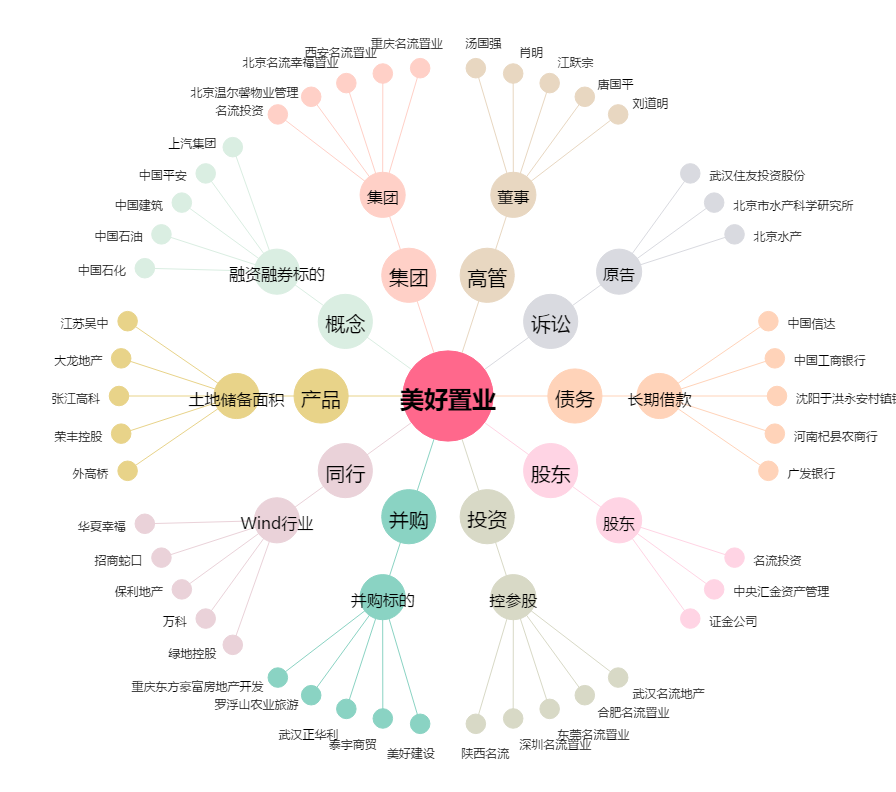 重庆名流置业
西安名流置业
北京名流幸福置业
北京温尔馨物业管理
名流投资
集团
集团
汤国强
肖明
江跃宗
唐国平
刘道明
董事
高管
上汽集团
中国平安
中国建筑
中国石油
中国石化
融资融券标的
概念
武汉住友投资股份
北京市水产科学研究所
北京水产
原告
诉讼
江苏吴中
大龙地产
张江高科
荣丰控股
外高桥
土地储备面积
产品
美好置业
债务
长期借款
中国信达
中国工商银行
沈阳于洪永安村镇银
河南杞县农商行
广发银行
同行
Wind行业
华夏幸福
招商蛇口
保利地产
万科
绿地控股
股东
股东
名流投资
中央汇金资产管理
证金公司
并购
并购标的
重庆东方豪富房地产开发
罗浮山农业旅游
武汉正华利
泰宇商贸
美好建设
投资
控参股
武汉名流地产
合肥名流置业
东莞名流置业
深圳名流置业
陕西名流